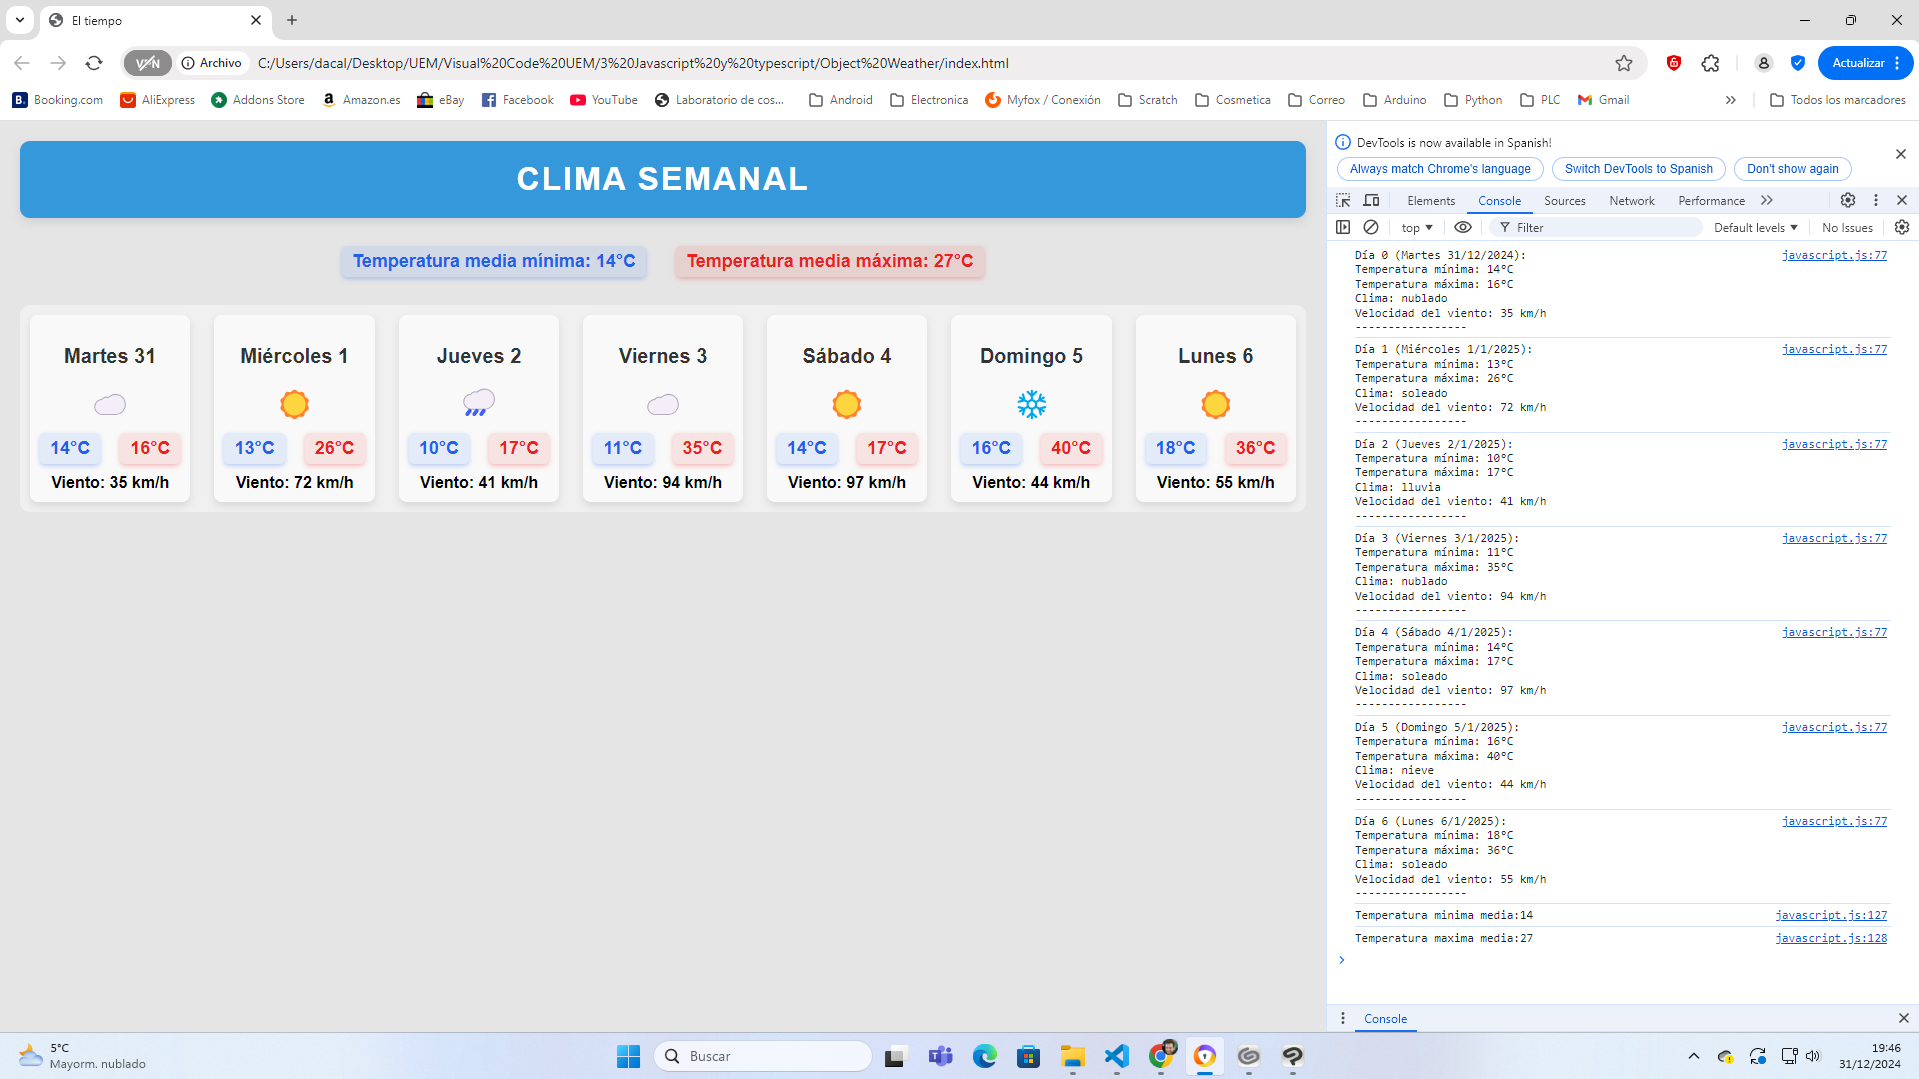 El tiempo
VPN
Archivo
C:/Users/dacal/Desktop/UEM/Visual%20Code%20UEM/3%20Javascript%20y%20typescript/Object%20Weather/index.html
Actualizar
Booking.com
AliExpress
Addons Store
Amazon.es
eBay
Facebook
YouTube
Laboratorio de cos...
Android
Electronica
Myfox / Conexión
Scratch
Cosmetica
Correo
Arduino
Python
PLC
Gmail
Todos los marcadores
CLIMA SEMANAL
Temperatura media mínima: 14°C
Temperatura media máxima: 27°C
Martes 31
14°C 16°C
Viento: 35 km/h
Miércoles 1
13°C 26°C
Viento: 72 km/h
Jueves 2
10°C 17°C
Viento: 41 km/h
Viernes 3
11°C 35°C
Viento: 94 km/h
Sábado 4
14°C 17°C
Viento: 97 km/h
Domingo 5
16°C 40°C
Viento: 44 km/h
Lunes 6
18°C 36°C
Viento: 55 km/h
DevTools is now available in Spanish!
Always match Chrome's language
Switch DevTools to Spanish
Don't show again
Elements
Console
Sources
Network
Performance
top
Filter
Default levels
No Issues
Día 0 (Martes 31/12/2024): javascript.js:77
Temperatura mínima: 14ºC
Temperatura máxima: 16ºC
Clima: nublado
Velocidad del viento: 35 km/h
-----------------
Día 1 (Miércoles 1/1/2025): javascript.js:77
Temperatura mínima: 13ºC
Temperatura máxima: 26ºC
Clima: soleado
Velocidad del viento: 72 km/h
-----------------
Día 2 (Jueves 2/1/2025): javascript.js:77
Temperatura mínima: 10ºC
Temperatura máxima: 17ºC
Clima: lluvia
Velocidad del viento: 41 km/h
-----------------
Día 3 (Viernes 3/1/2025): javascript.js:77
Temperatura mínima: 11ºC
Temperatura máxima: 35ºC
Clima: nublado
Velocidad del viento: 94 km/h
-----------------
Día 4 (Sábado 4/1/2025): javascript.js:77
Temperatura mínima: 14ºC
Temperatura máxima: 17ºC
Clima: soleado
Velocidad del viento: 97 km/h
-----------------
Día 5 (Domingo 5/1/2025): javascript.js:77
Temperatura mínima: 16ºC
Temperatura máxima: 40ºC
Clima: nieve
Velocidad del viento: 44 km/h
-----------------
Día 6 (Lunes 6/1/2025): javascript.js:77
Temperatura mínima: 18ºC
Temperatura máxima: 36ºC
Clima: soleado
Velocidad del viento: 55 km/h
-----------------
Temperatura minima media:14 javascript.js:127
Temperatura maxima media:27 javascript.js:128
Console
5°C
Mayorm. nublado
Buscar
19:46
31/12/2024